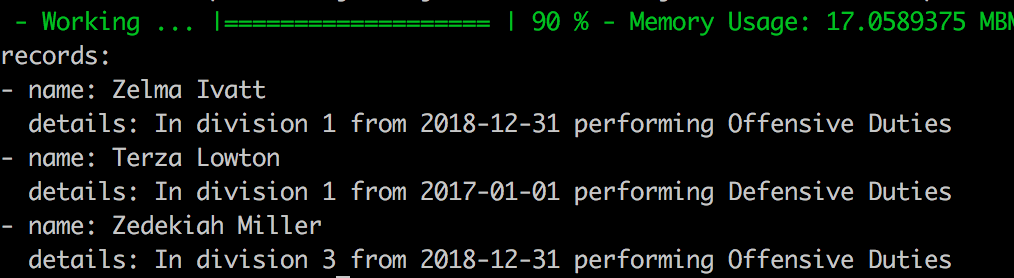 - Working ... |=================== | 90 % - Memory Usage: 17.0589375 MBM
records:
- name: Zelma Ivatt
  details: In division 1 from 2018-12-31 performing Offensive Duties
- name: Terza Lowton
  details: In division 1 from 2017-01-01 performing Defensive Duties
- name: Zedekiah Miller
  details: In division 3 from 2018-12-31 performing Offensive Duties